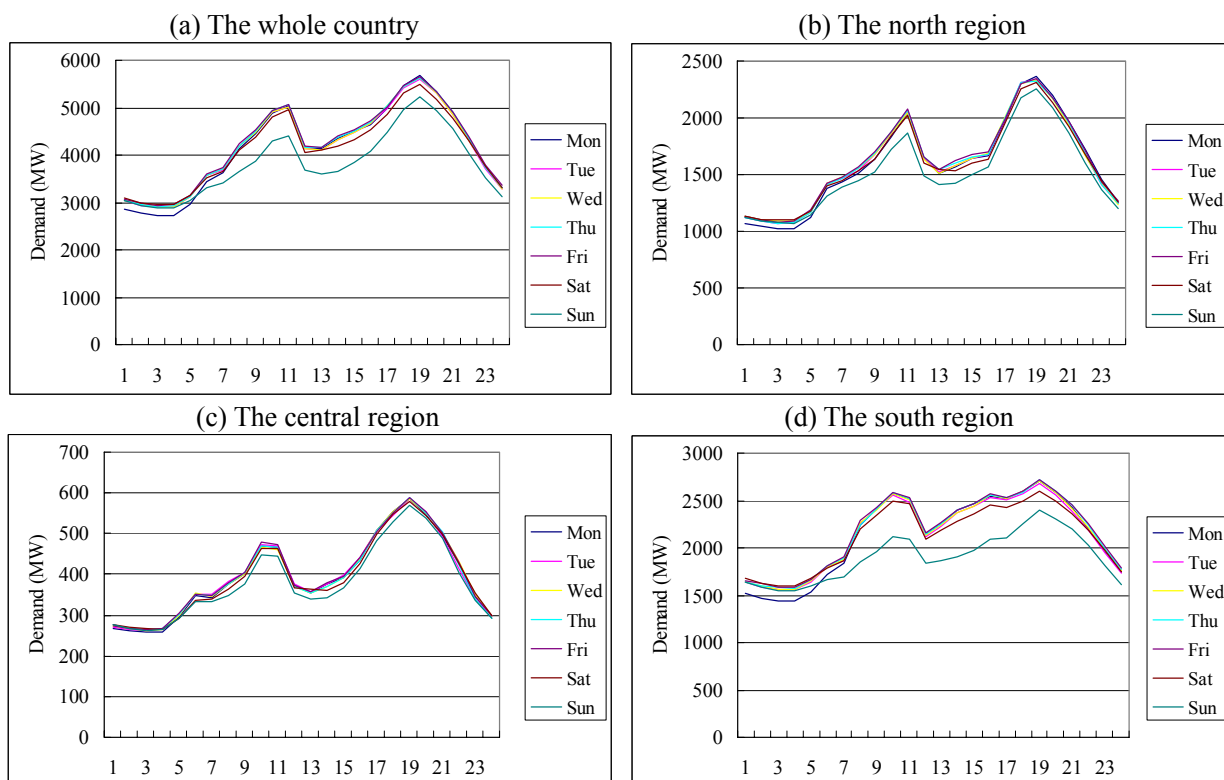 (a) The whole country
6000
5000
4000
3000
2000
1000
0
Demand (MW)
1 3 5 7 9 11 13 15 17 19 21 23
Mon
Tue
Wed
Thu
Fri
Sat
Sun
(b) The north region
2500
2000
1500
1000
500
0
Demand (MW)
1 3 5 7 9 11 13 15 17 19 21 23
Mon
Tue
Wed
Thu
Fri
Sat
Sun
(c) The central region
700
600
500
400
300
200
100
0
Demand (MW)
1 3 5 7 9 11 13 15 17 19 21 23
Mon
Tue
Wed
Thu
Fri
Sat
Sun
(d) The south region
3000
2500
2000
1500
1000
500
0
Demand (MW)
1 3 5 7 9 11 13 15 17 19 21 23
Mon
Tue
Wed
Thu
Fri
Sat
Sun